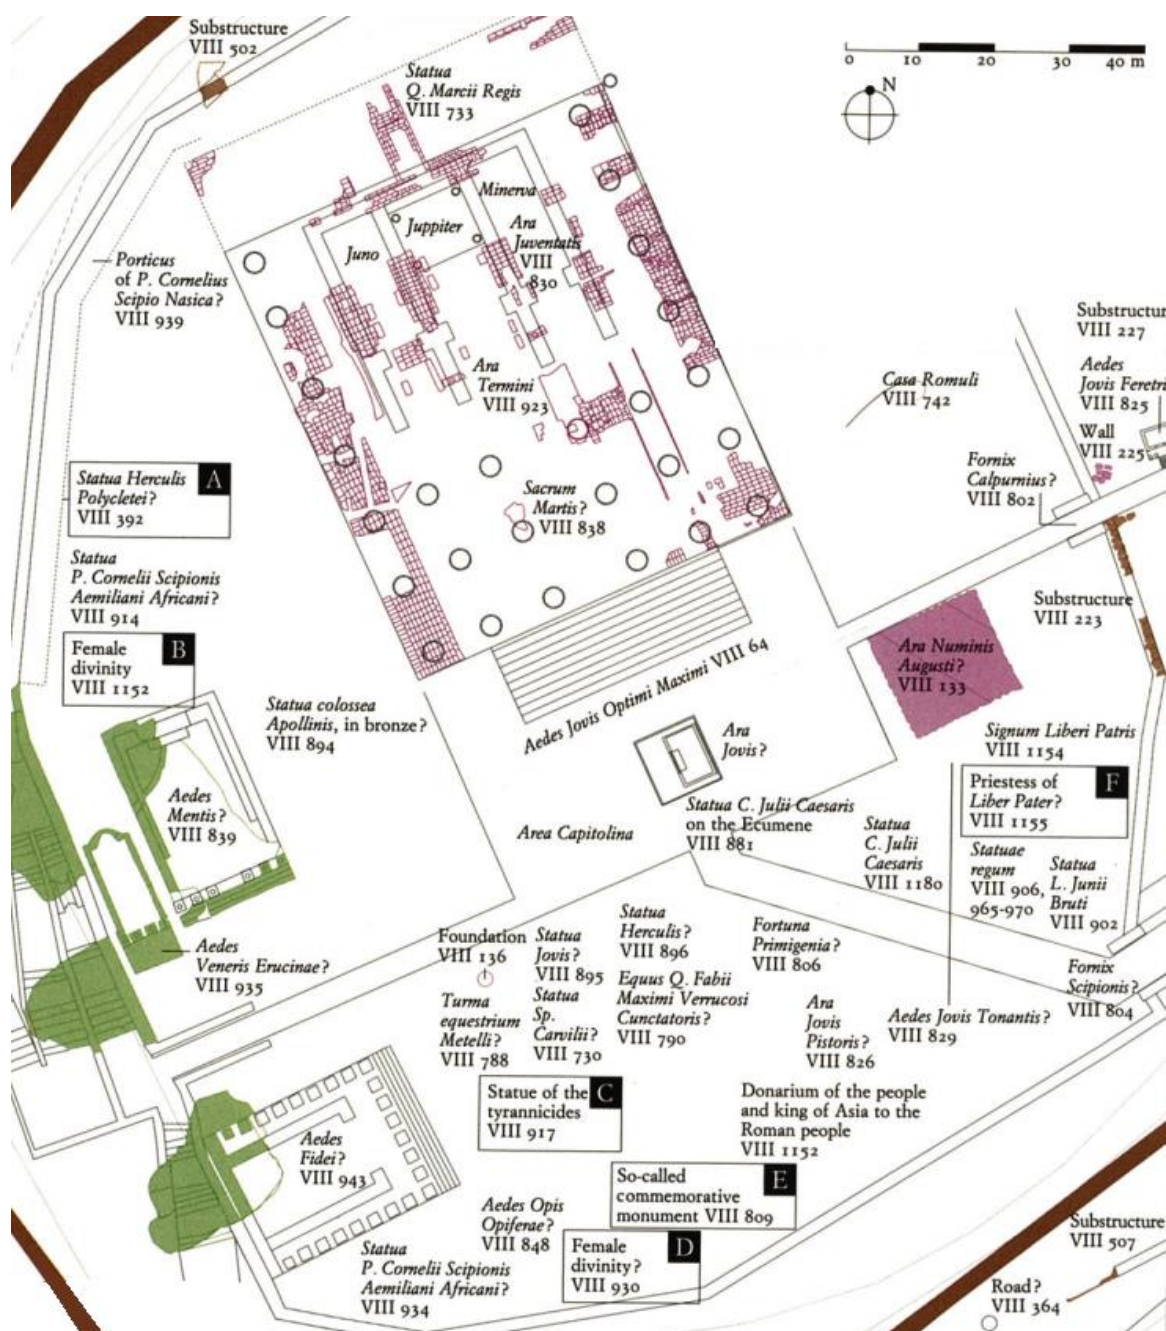 Substructure
VIII 502
Statua
Q. Marcii Regis
VIII 733
0 10 20 30 40 m
N
Minerva
Juppiter
Juno
Ara
Juventatis
VIII
830
Porticus
of P. Cornelius
Scipio Nasica?
VIII 939
Ara
Termini
VIII 923
Casa Romuli
VIII 742
Substructur
VIII 227
Aedes
Jovis Feretri
VIII 825
Wall
VIII 225
Fornix
Calpurnius?
VIII 802
A
Statua Herculis
Polycletei?
VIII 392
Sacrum
Martis?
VIII 838
Statua
P. Cornelii Scipionis
Aemiliani Africani?
VIII 914
B
Female
divinity
VIII 1152
Substructure
VIII 223
Ara Numinis
Augusti?
VIII 133
Aedes Jovis Optimi Maximi VIII 64
Statua colossea
Apollinis, in bronze?
VIII 894
Ara
Jovis?
Signum Liberi Patris
VIII 1154
F
Priestess of
Liber Pater?
VIII 1155
Aedes
Mentis?
VIII 839
Area Capitolina
Statua C. Julii Caesaris
on the Ecumene
VIII 881
Statua
C. Julii
Caesaris
VIII 1180
Statuae
regum
VIII 906,
965-970
Statua
L. Junii
Bruti
VIII 902
Aedes
Veneris Erucinae?
VIII 935
Foundation
VIII 136
Statua
Jovis?
VIII 895
Statua
Herculis?
VIII 896
Fortuna
Primigenia?
VIII 806
Fornix
Scipionis?
VIII 804
Turma
equestrium
Metelli?
VIII 788
Statua
Sp.
Carvilii?
VIII 730
Equus Q. Fabii
Maximi Verrucosi
Cunctatoris?
VIII 790
Ara
Jovis
Pistoris?
VIII 826
Aedes Jovis Tonantis?
VIII 829
C
Statue of the
tyrannicides
VIII 917
Donarium of the people
and king of Asia to the
Roman people
VIII 1152
Aedes
Fidei?
VIII 943
E
So-called
commemorative
monument VIII 809
Aedes Opis
Opiferae?
VIII 848
D
Female
divinity?
VIII 930
Statua
P. Cornelii Scipionis
Aemiliani Africani?
VIII 934
Substructure
VIII 507
Road?
VIII 364